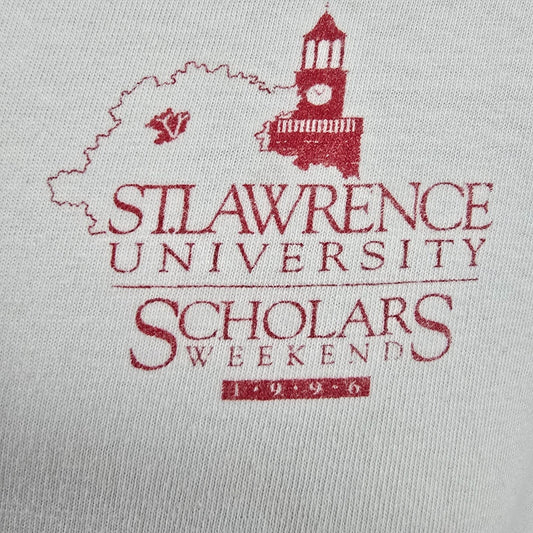 ST. LAWRENCE
UNIVERSITY
SCHOLARS
WEEKEND
1·9·9·6